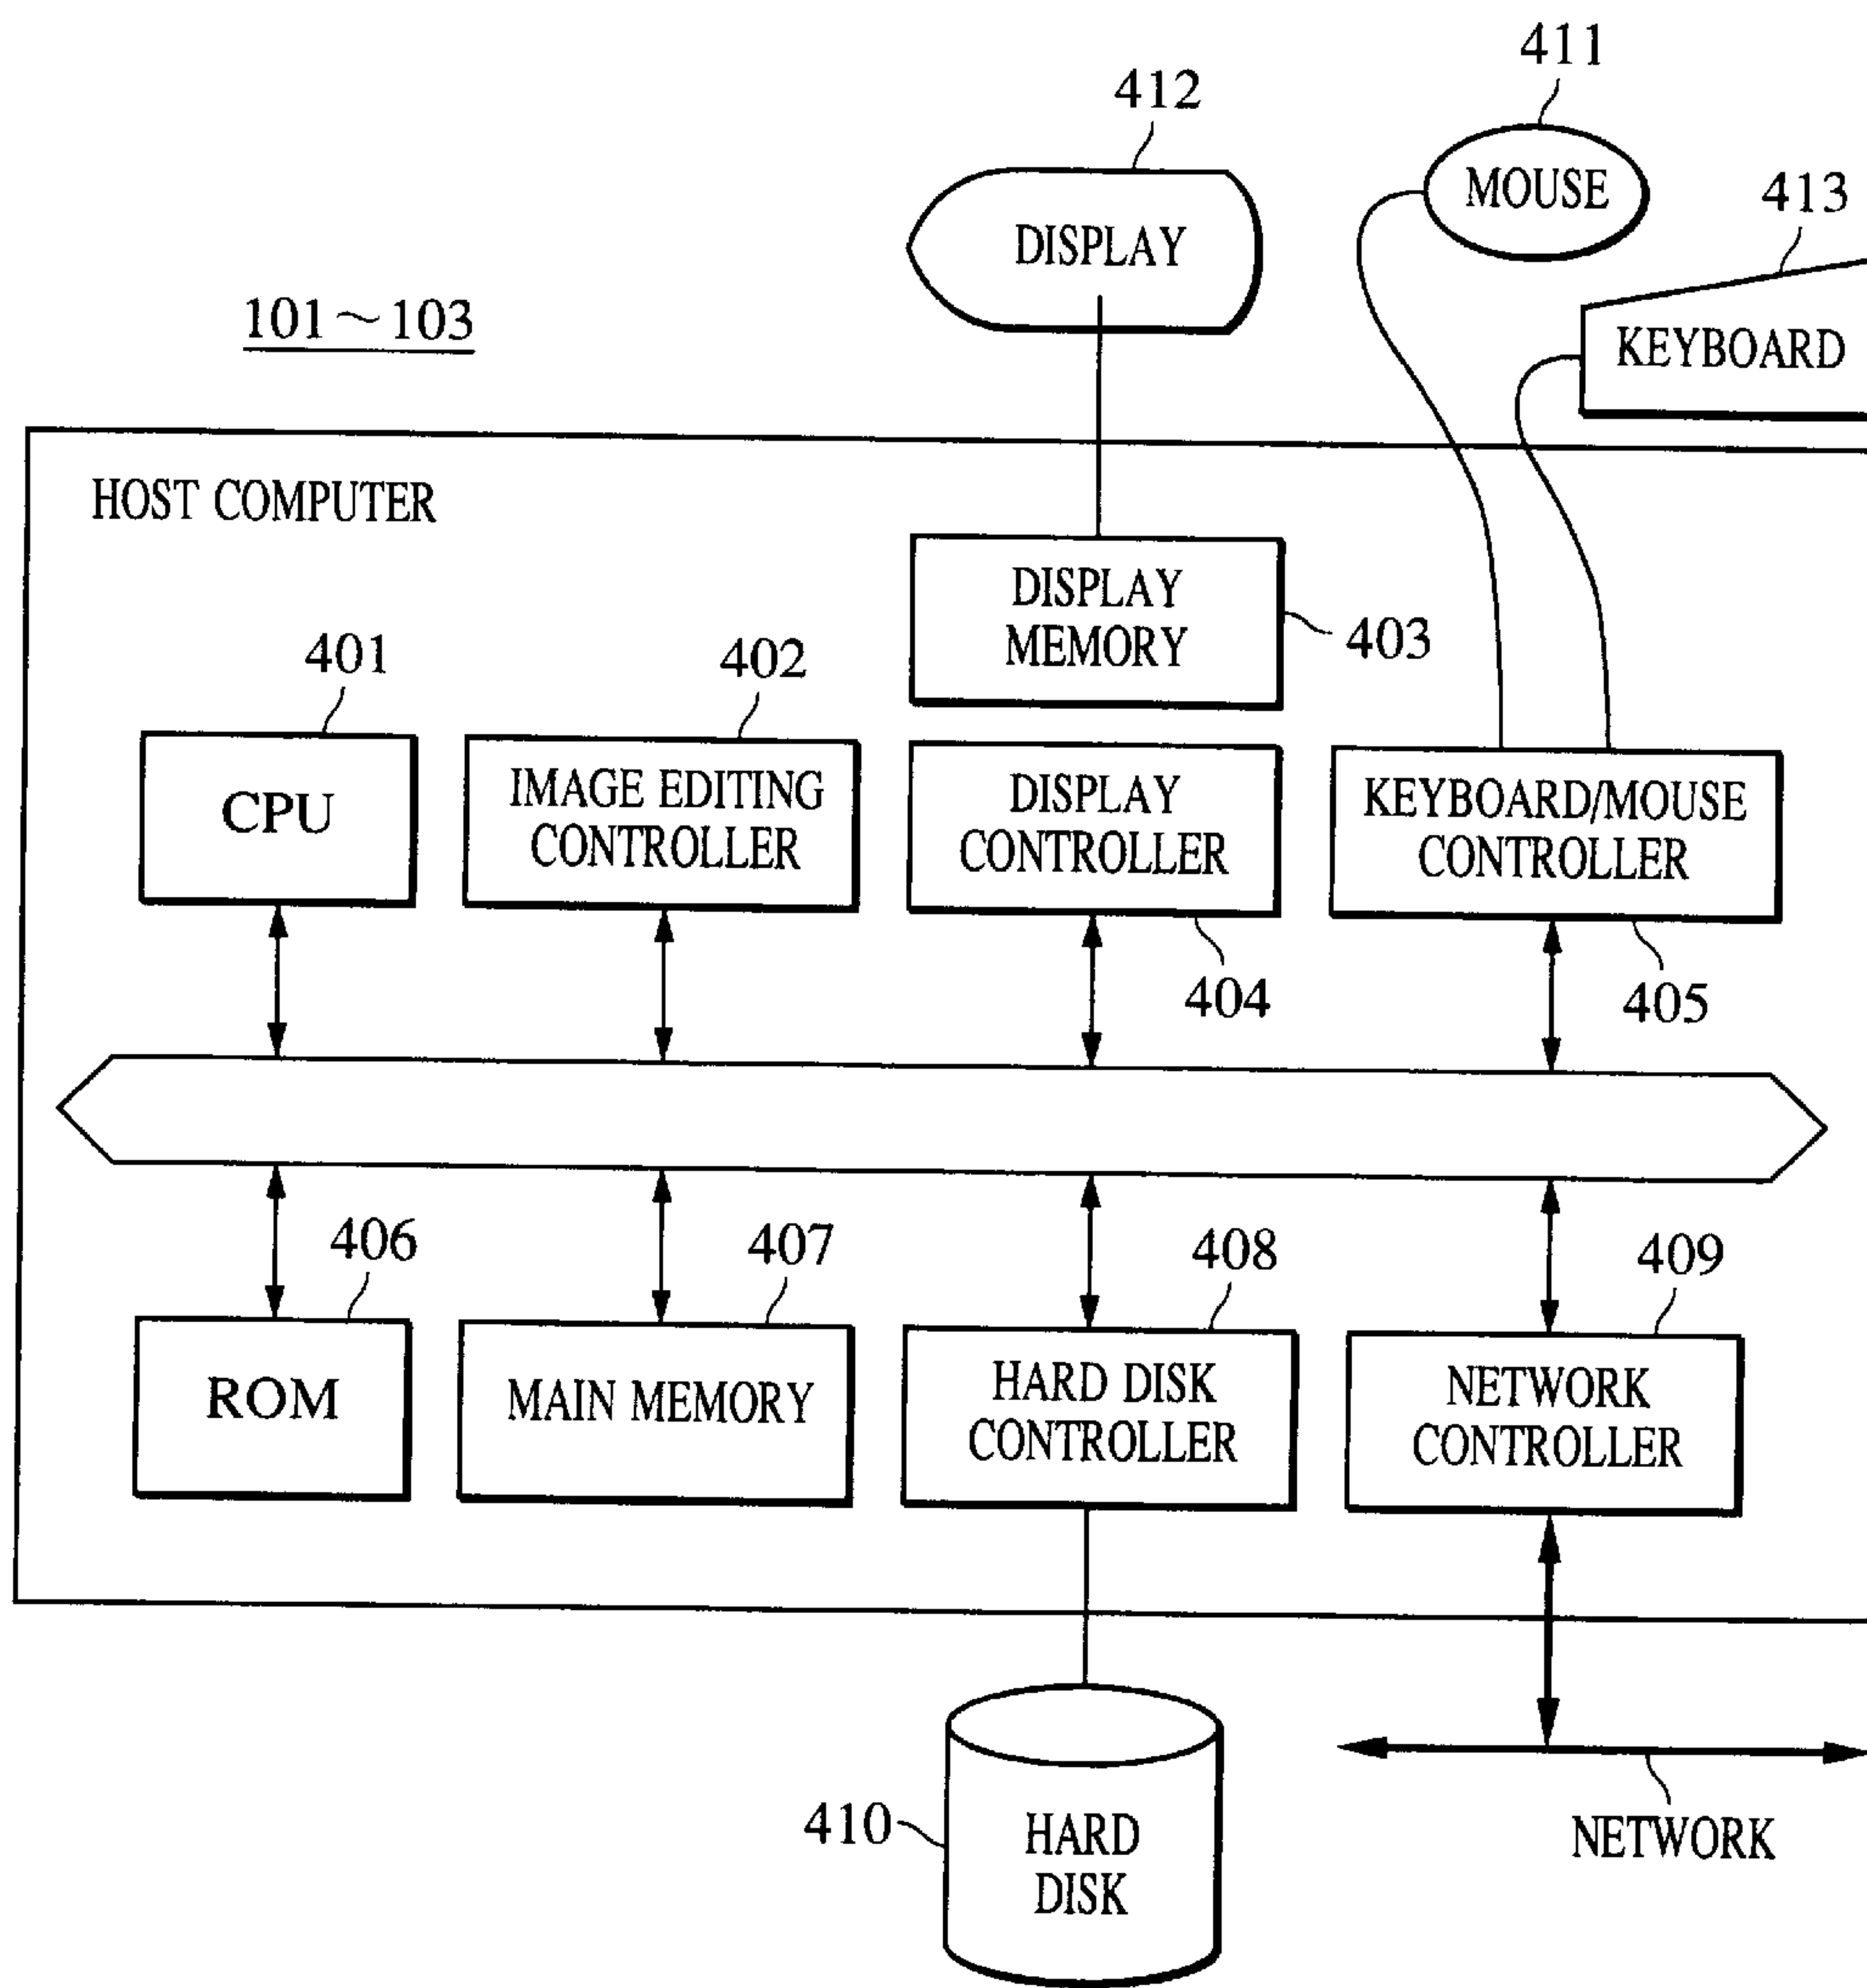 411
412
MOUSE
413
DISPLAY
101~103
KEYBOARD
HOST COMPUTER
DISPLAY
MEMORY
403
401
402
CPU
IMAGE EDITING
CONTROLLER
DISPLAY
CONTROLLER
KEYBOARD/MOUSE
CONTROLLER
404
405
406
407
408
409
ROM
MAIN MEMORY
HARD DISK
CONTROLLER
NETWORK
CONTROLLER
410
HARD
DISK
NETWORK